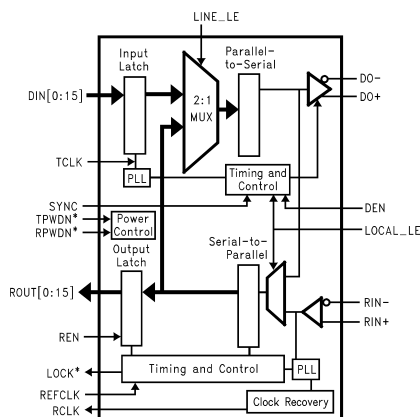 LINE_LE
Input
Latch
Parallel-
to-Serial
DIN[0:15]
2:1
MUX
DO-
DO+
TCLK
PLL
Timing and
Control
SYNC
TPWDN*
RPWDN*
Power
Control
DEN
LOCAL_LE
Output
Latch
Serial-to-
Parallel
ROUT[0:15]
RIN-
RIN+
REN
LOCK*
Timing and Control
PLL
REFCLK
RCLK
Clock Recovery